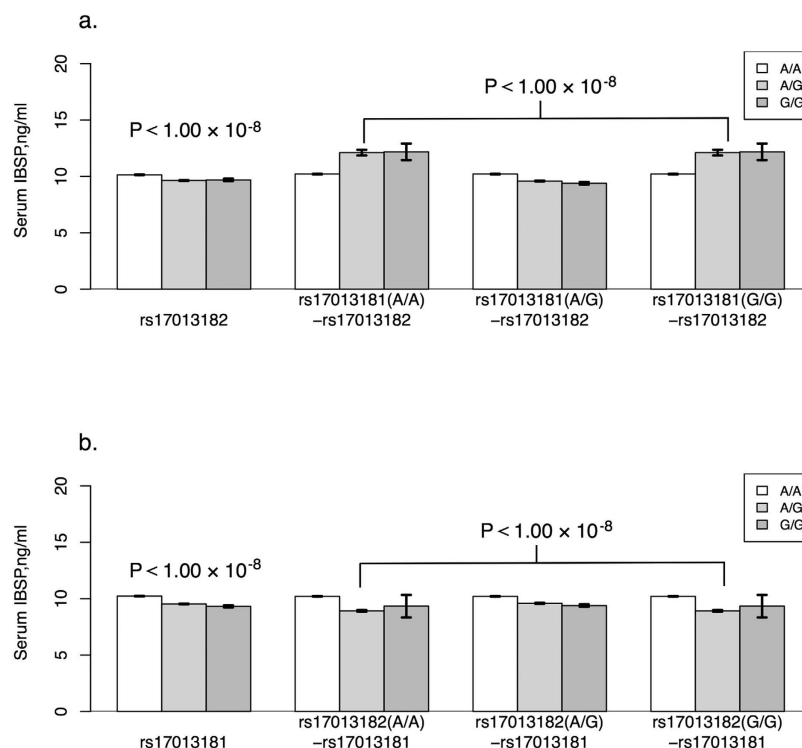 a.
Serum IBSP,ng/ml
20
15
10
5
0
P < 1.00 × 10-8
P < 1.00 × 10-8
A/A
A/G
G/G
rs17013182
rs17013181(A/A)
−rs17013182
rs17013181(A/G)
−rs17013182
rs17013181(G/G)
−rs17013182
b.
Serum IBSP,ng/ml
20
15
10
5
0
P < 1.00 × 10-8
P < 1.00 × 10-8
A/A
A/G
G/G
rs17013181
rs17013182(A/A)
−rs17013181
rs17013182(A/G)
−rs17013181
rs17013182(G/G)
−rs17013181